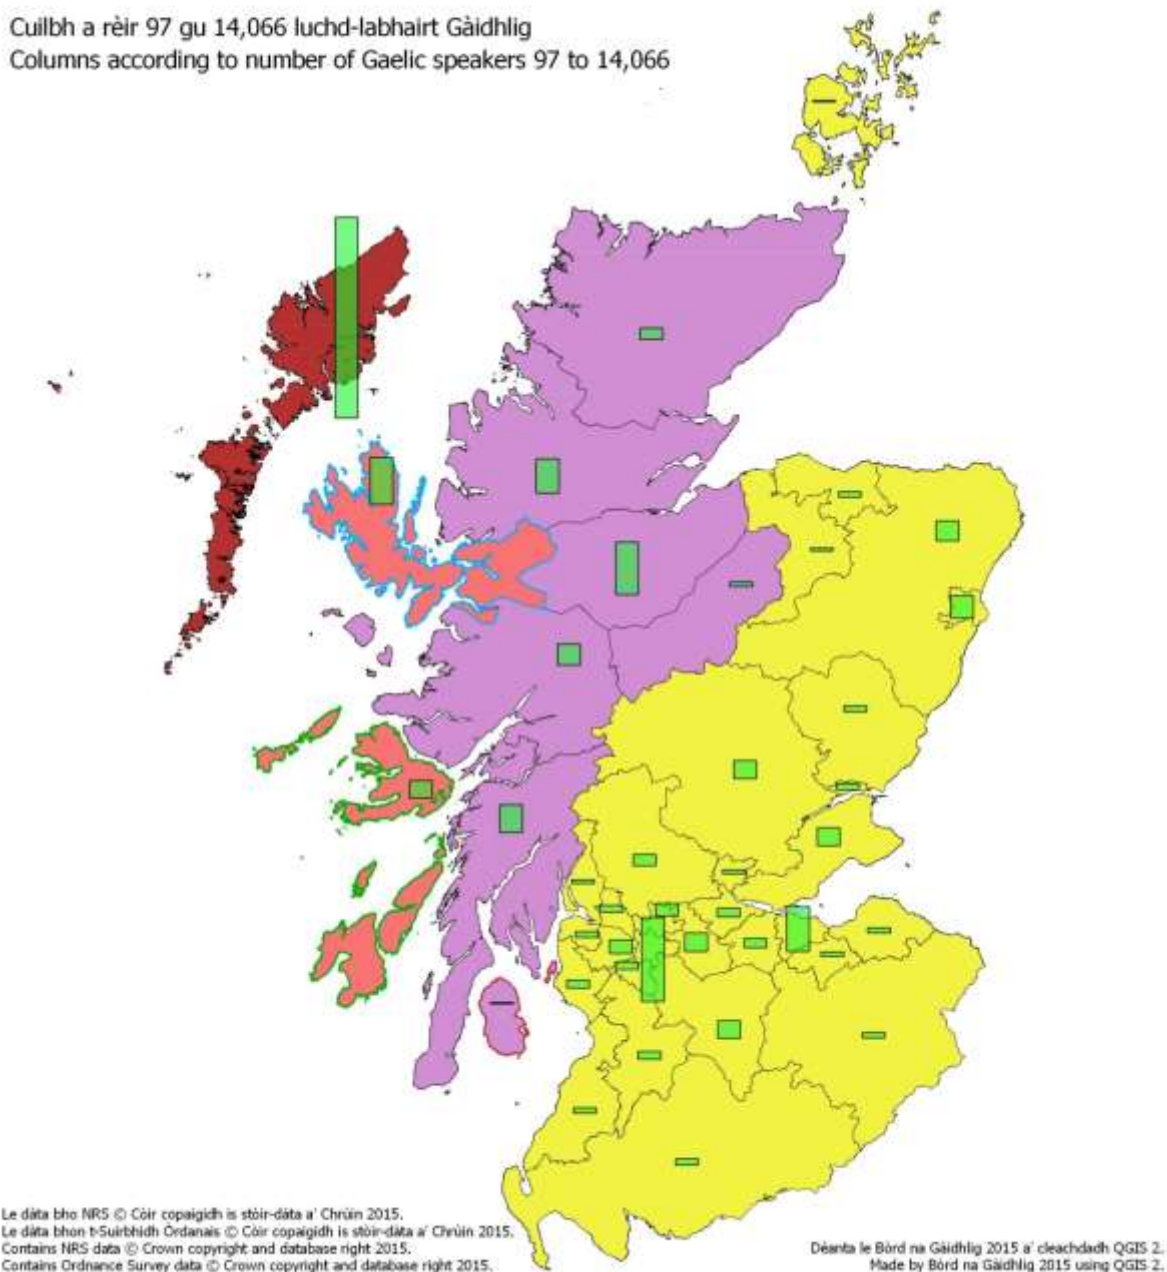 Cuilbh a rèir 97 gu 14,066 luchd-labhairt Gàidhlig
Columns according to number of Gaelic speakers 97 to 14,066
Le dàta bho NRS © Còir copaigidh is stòir-dàta a' Chrùin 2015.
Le dàta bhon t-Suirbhidh Òrdanais © Còir copaigidh is stòir-dàta a' Chrùin 2015.
Contains NRS data © Crown copyright and database right 2015.
Contains Ordnance Survey data © Crown copyright and database right 2015.
Déanta le Bòrd na Gàidhlig 2015 a' cleachdadh QGIS 2.
Made by Bòrd na Gàidhlig 2015 using QGIS 2.